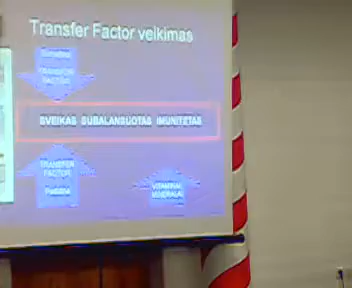 Transfer Factor veikimas
TRANSFER
FACTOR
SVEIKAS SUBALANSUOTAS IMUNITETAS
TRANSFER
FACTOR
VITAMINAI
MINERALAI